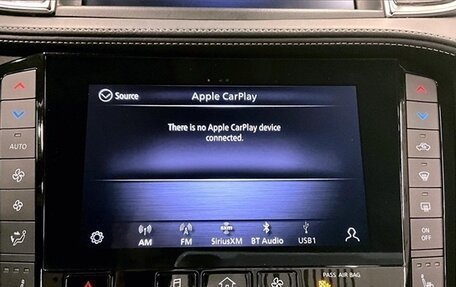 Source
Apple CarPlay
There is no Apple CarPlay device
connected.
AUTO
sxm
AM
FM
SiriusXM
BT Audio
USB1
ON
OFF
PASS AIR BAG